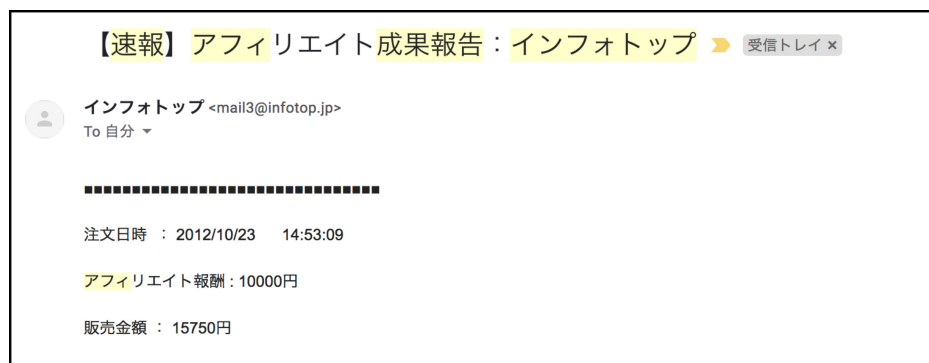 【速報】アフィリエイト成果報告：インフォトップ 受信トレイ ×
インフォトップ <mail3@infotop.jp>
To 自分
■■■■■■■■■■■■■■■■■■■■■■■■■■■■■■■
注文日時 ： 2012/10/23 14:53:09
アフィリエイト報酬 : 10000円
販売金額 ： 15750円